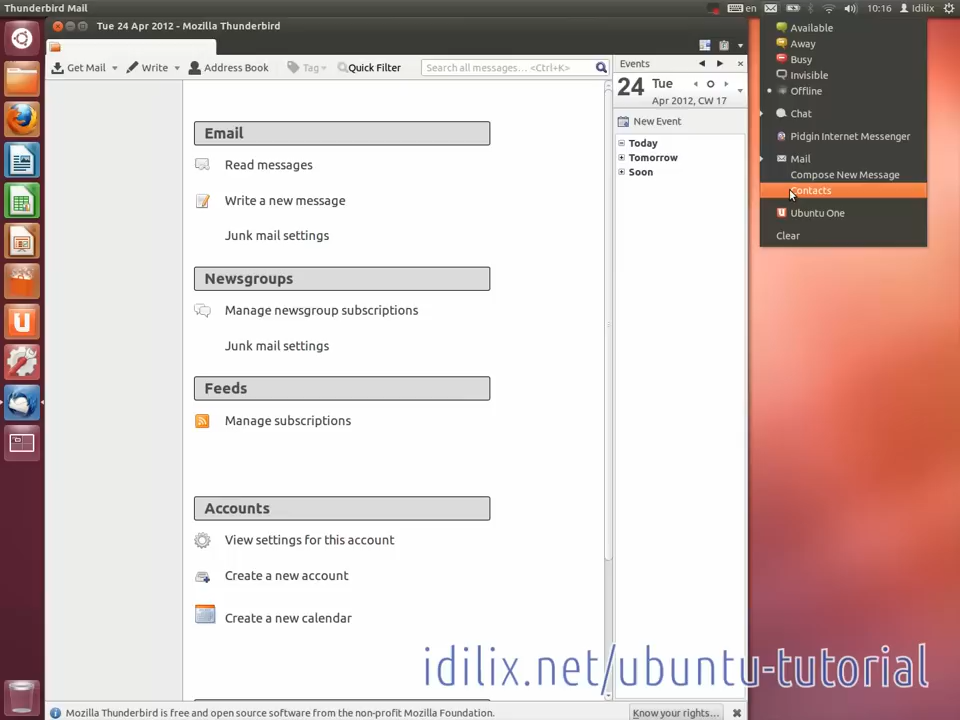 Thunderbird Mail
en
10:16
Idilix
Tue 24 Apr 2012 - Mozilla Thunderbird
Get Mail
Write
Address Book
Tag
Quick Filter
Search all messages... <Ctrl+K>
Email
Read messages
Write a new message
Junk mail settings
Newsgroups
Manage newsgroup subscriptions
Junk mail settings
Feeds
Manage subscriptions
Accounts
View settings for this account
Create a new account
Create a new calendar
Events
24
Tue
Apr 2012, CW 17
New Event
Today
Tomorrow
Soon
Available
Away
Busy
Invisible
Offline
Chat
Pidgin Internet Messenger
Mail
Compose New Message
Contacts
Ubuntu One
Clear
idilix.net/ubuntu-tutorial
Mozilla Thunderbird is free and open source software from the non-profit Mozilla Foundation.
Know your rights...